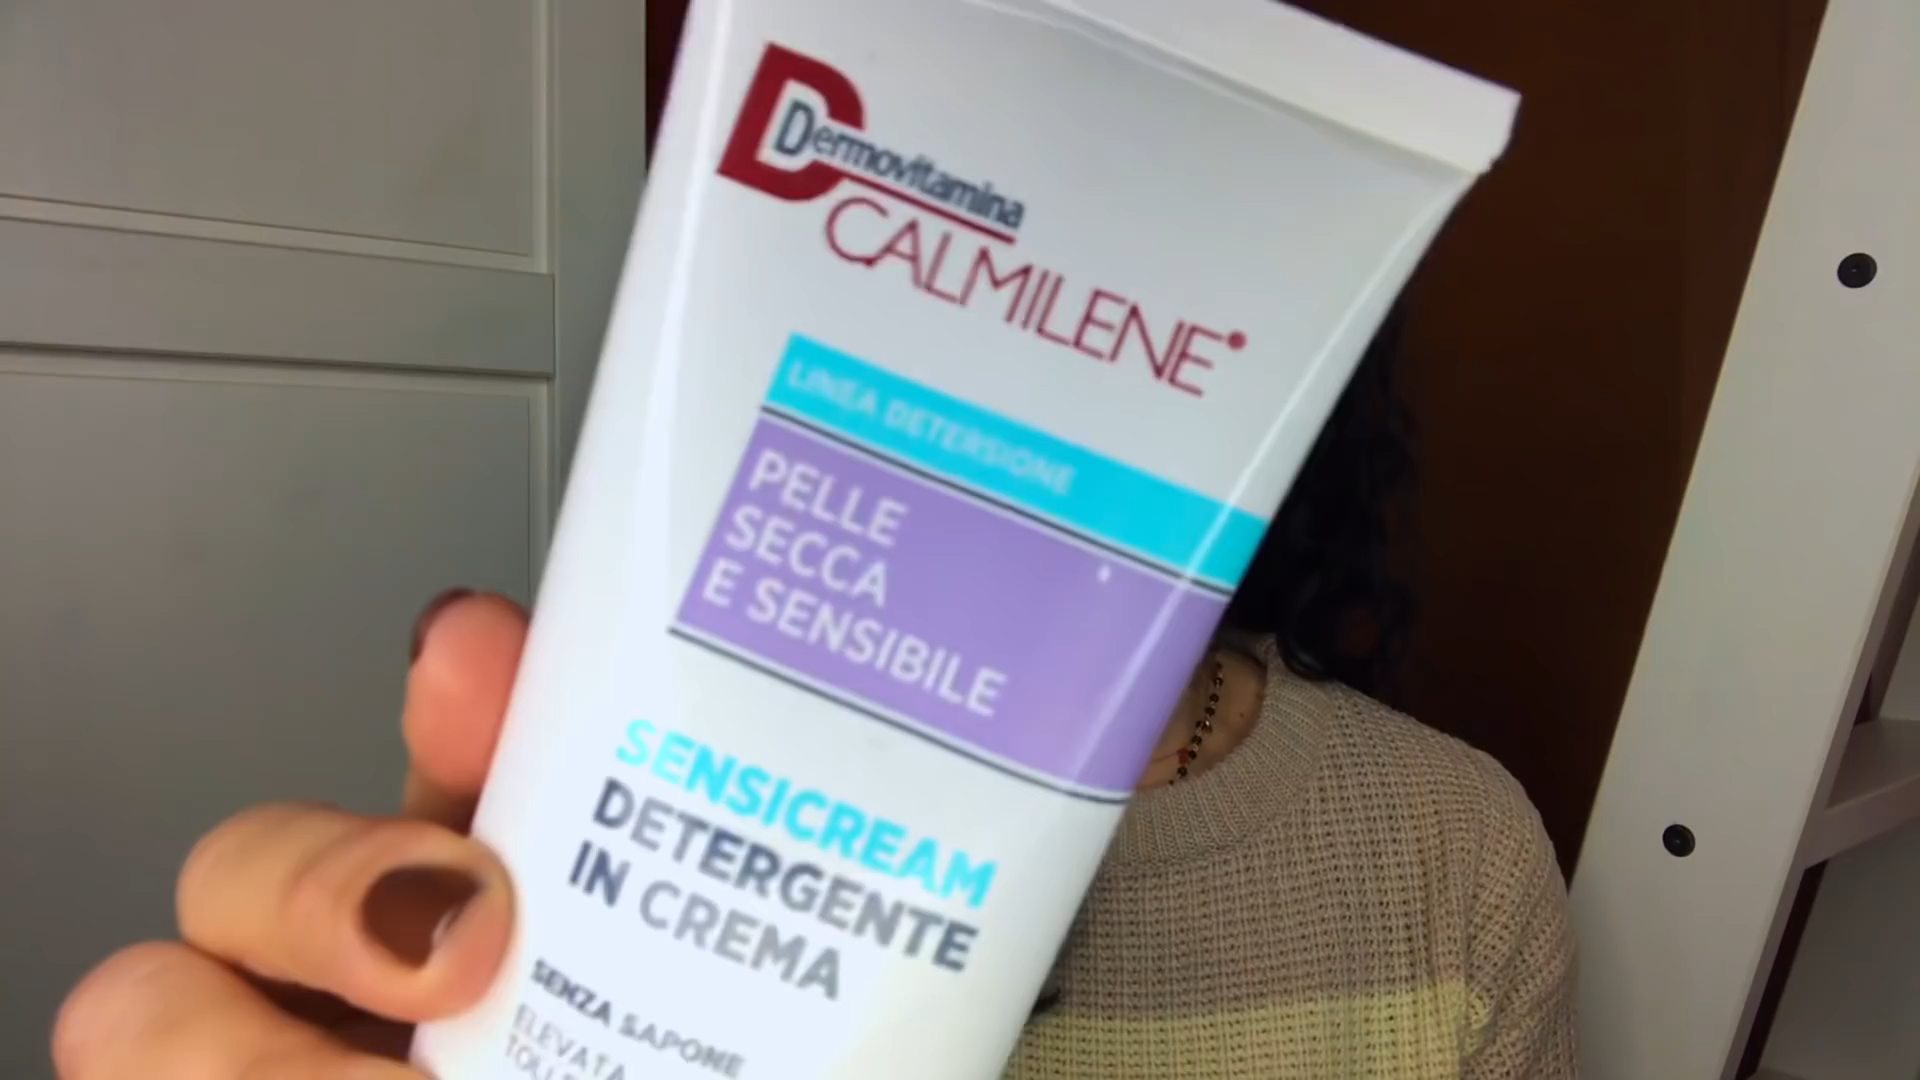 Dermovitamina
CALMILENE
LINEA DETERSIONE
PELLE
SECCA
E SENSIBILE
SENSICREAM
DETERGENTE
IN CREMA
SENZA SAPONE
ELEVATA